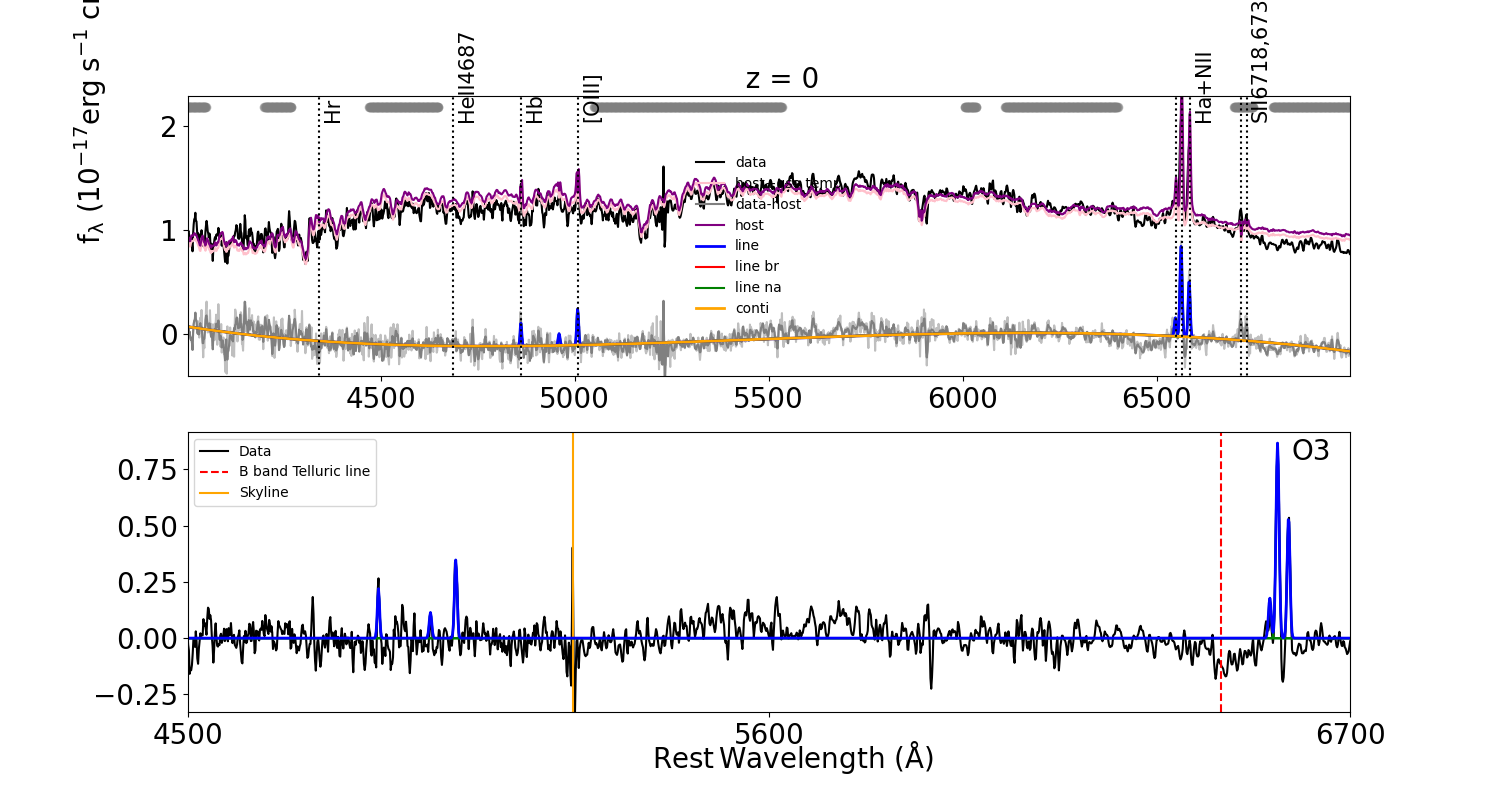 z = 0
f_λ (10^−17 erg s^−1
Hr
HeII4687
Hb
[OIII]
Ha+NII
SII6718,673
2
1
0
data
data-host
host
line
line br
line na
conti
4500
5000
5500
6000
6500
Data
B band Telluric line
Skyline
O3
0.75
0.50
0.25
0.00
−0.25
4500
5600
6700
Rest Wavelength (Å)